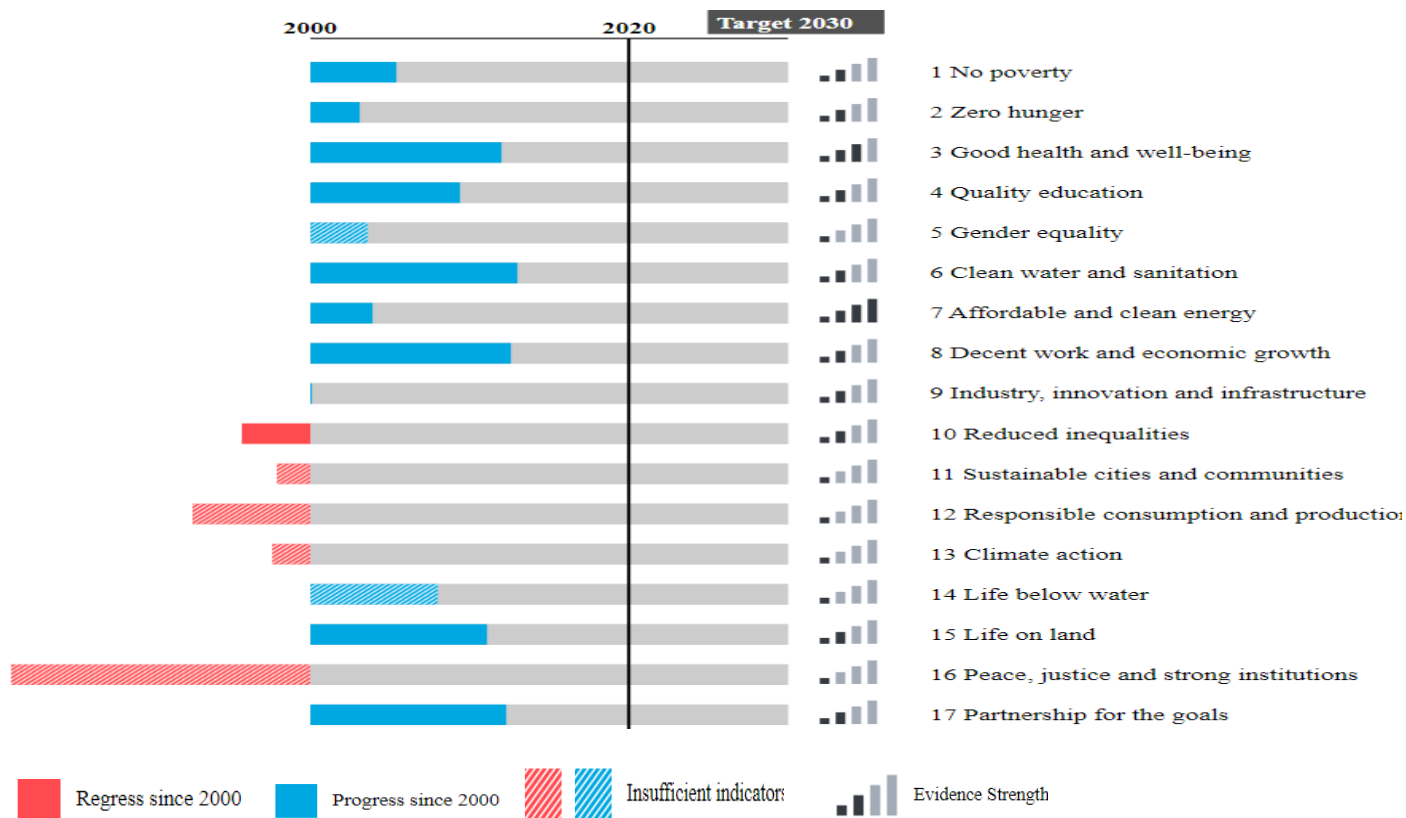 2000 2020 Target 2030
1 No poverty
2 Zero hunger
3 Good health and well-being
4 Quality education
5 Gender equality
6 Clean water and sanitation
7 Affordable and clean energy
8 Decent work and economic growth
9 Industry, innovation and infrastructure
10 Reduced inequalities
11 Sustainable cities and communities
12 Responsible consumption and production
13 Climate action
14 Life below water
15 Life on land
16 Peace, justice and strong institutions
17 Partnership for the goals
Regress since 2000 Progress since 2000 Insufficient indicators Evidence Strength